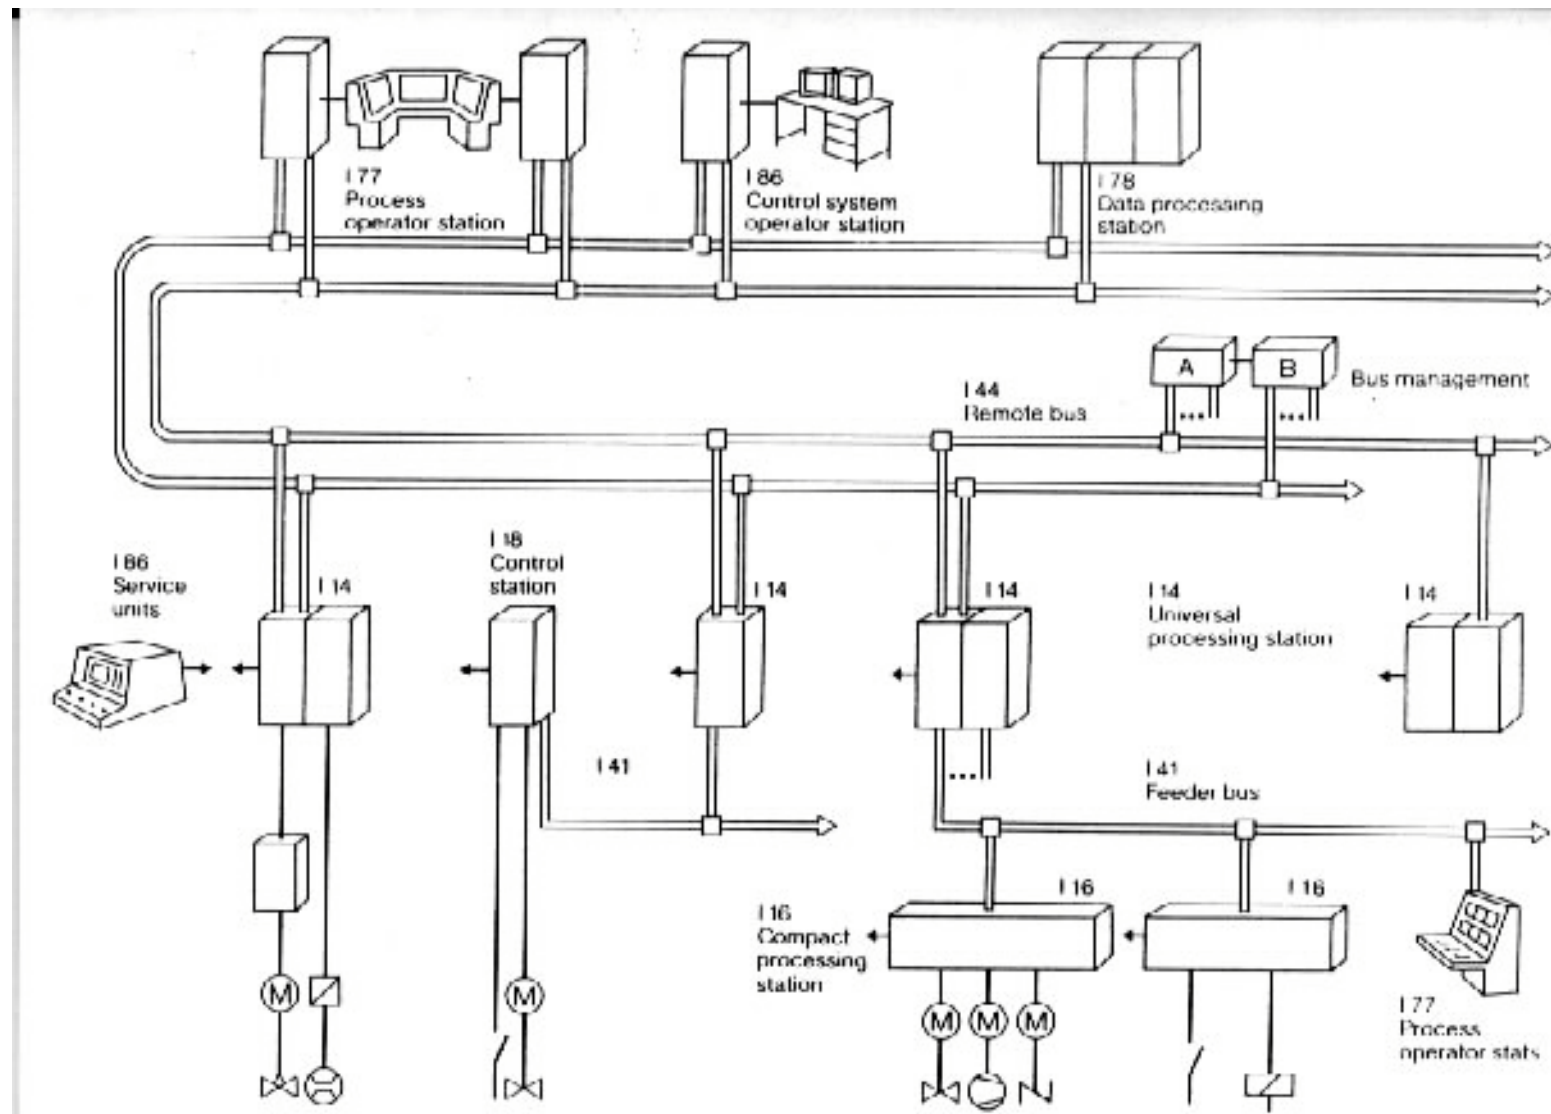 I 77
Process
operator station
I 86
Control system
operator station
I 78
Data processing
station
A
B
Bus management
I 44
Remote bus
I 86
Service
units
I 14
I 18
Control
station
I 14
I 14
I 14
Universal
processing station
I 14
I 41
I 41
Feeder bus
I 16
Compact
processing
station
I 16
I 16
I 77
Process
operator stats
M
M
M
M
M